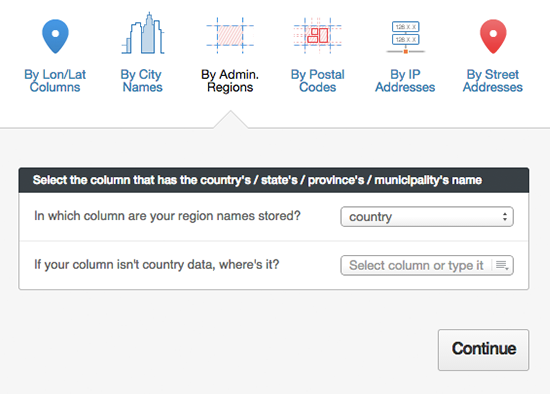 128 X X
128 X X
By Lon/Lat
Columns
By City
Names
By Admin.
Regions
By Postal
Codes
By IP
Addresses
By Street
Addresses
Select the column that has the country's / state's / province's / municipality's name
In which column are your region names stored?
country
If your column isn't country data, where's it?
Select column or type it
Continue